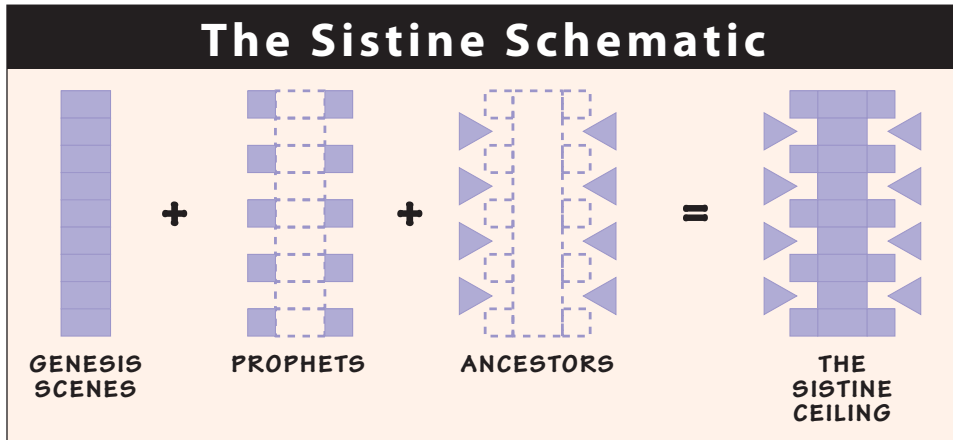 The Sistine Schematic
+
+
=
GENESIS
SCENES
PROPHETS
ANCESTORS
THE
SISTINE
CEILING